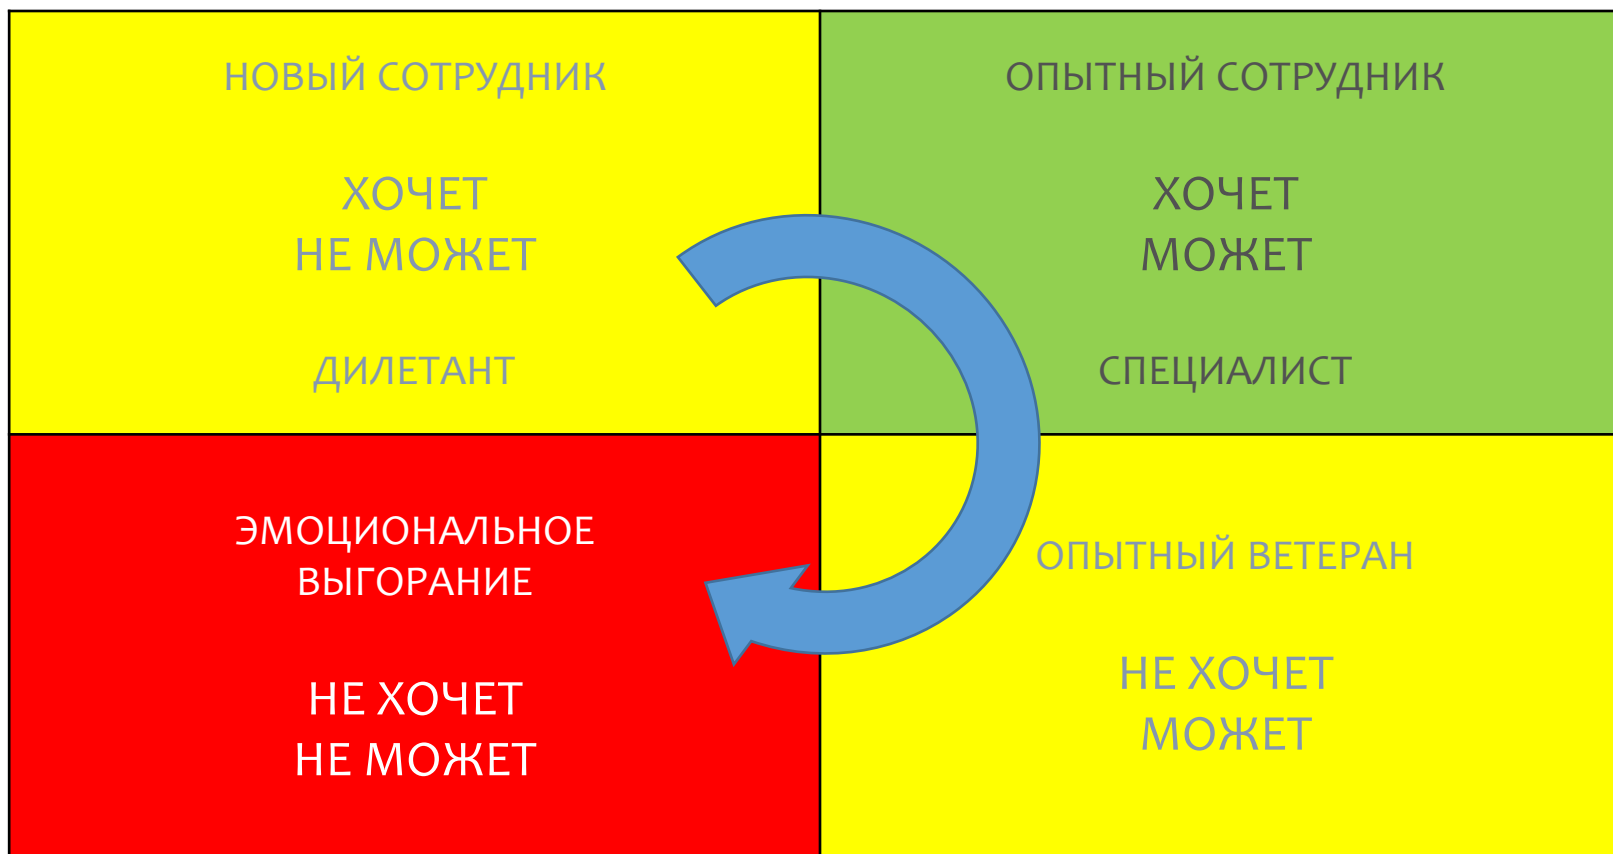 НОВЫЙ СОТРУДНИК
ХОЧЕТ
НЕ МОЖЕТ
ДИЛЕТАНТ
ОПЫТНЫЙ СОТРУДНИК
ХОЧЕТ
МОЖЕТ
СПЕЦИАЛИСТ
ЭМОЦИОНАЛЬНОЕ
ВЫГОРАНИЕ
НЕ ХОЧЕТ
НЕ МОЖЕТ
ОПЫТНЫЙ ВЕТЕРАН
НЕ ХОЧЕТ
МОЖЕТ